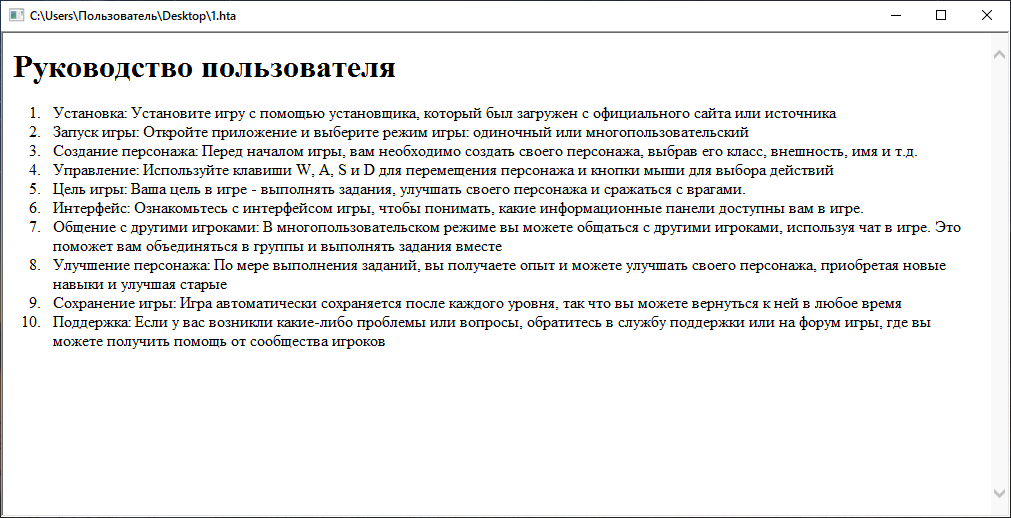 C:\Users\Пользователь\Desktop\1.hta
Руководство пользователя
1. Установка: Установите игру с помощью установщика, который был загружен с официального сайта или источника
2. Запуск игры: Откройте приложение и выберите режим игры: одиночный или многопользовательский
3. Создание персонажа: Перед началом игры, вам необходимо создать своего персонажа, выбрав его класс, внешность, имя и т.д.
4. Управление: Используйте клавиши W, A, S и D для перемещения персонажа и кнопки мыши для выбора действий
5. Цель игры: Ваша цель в игре - выполнять задания, улучшать своего персонажа и сражаться с врагами.
6. Интерфейс: Ознакомьтесь с интерфейсом игры, чтобы понимать, какие информационные панели доступны вам в игре.
7. Общение с другими игроками: В многопользовательском режиме вы можете общаться с другими игроками, используя чат в игре. Это
поможет вам объединяться в группы и выполнять задания вместе
8. Улучшение персонажа: По мере выполнения заданий, вы получаете опыт и можете улучшать своего персонажа, приобретая новые
навыки и улучшая старые
9. Сохранение игры: Игра автоматически сохраняется после каждого уровня, так что вы можете вернуться к ней в любое время
10. Поддержка: Если у вас возникли какие-либо проблемы или вопросы, обратитесь в службу поддержки или на форум игры, где вы
можете получить помощь от сообщества игроков